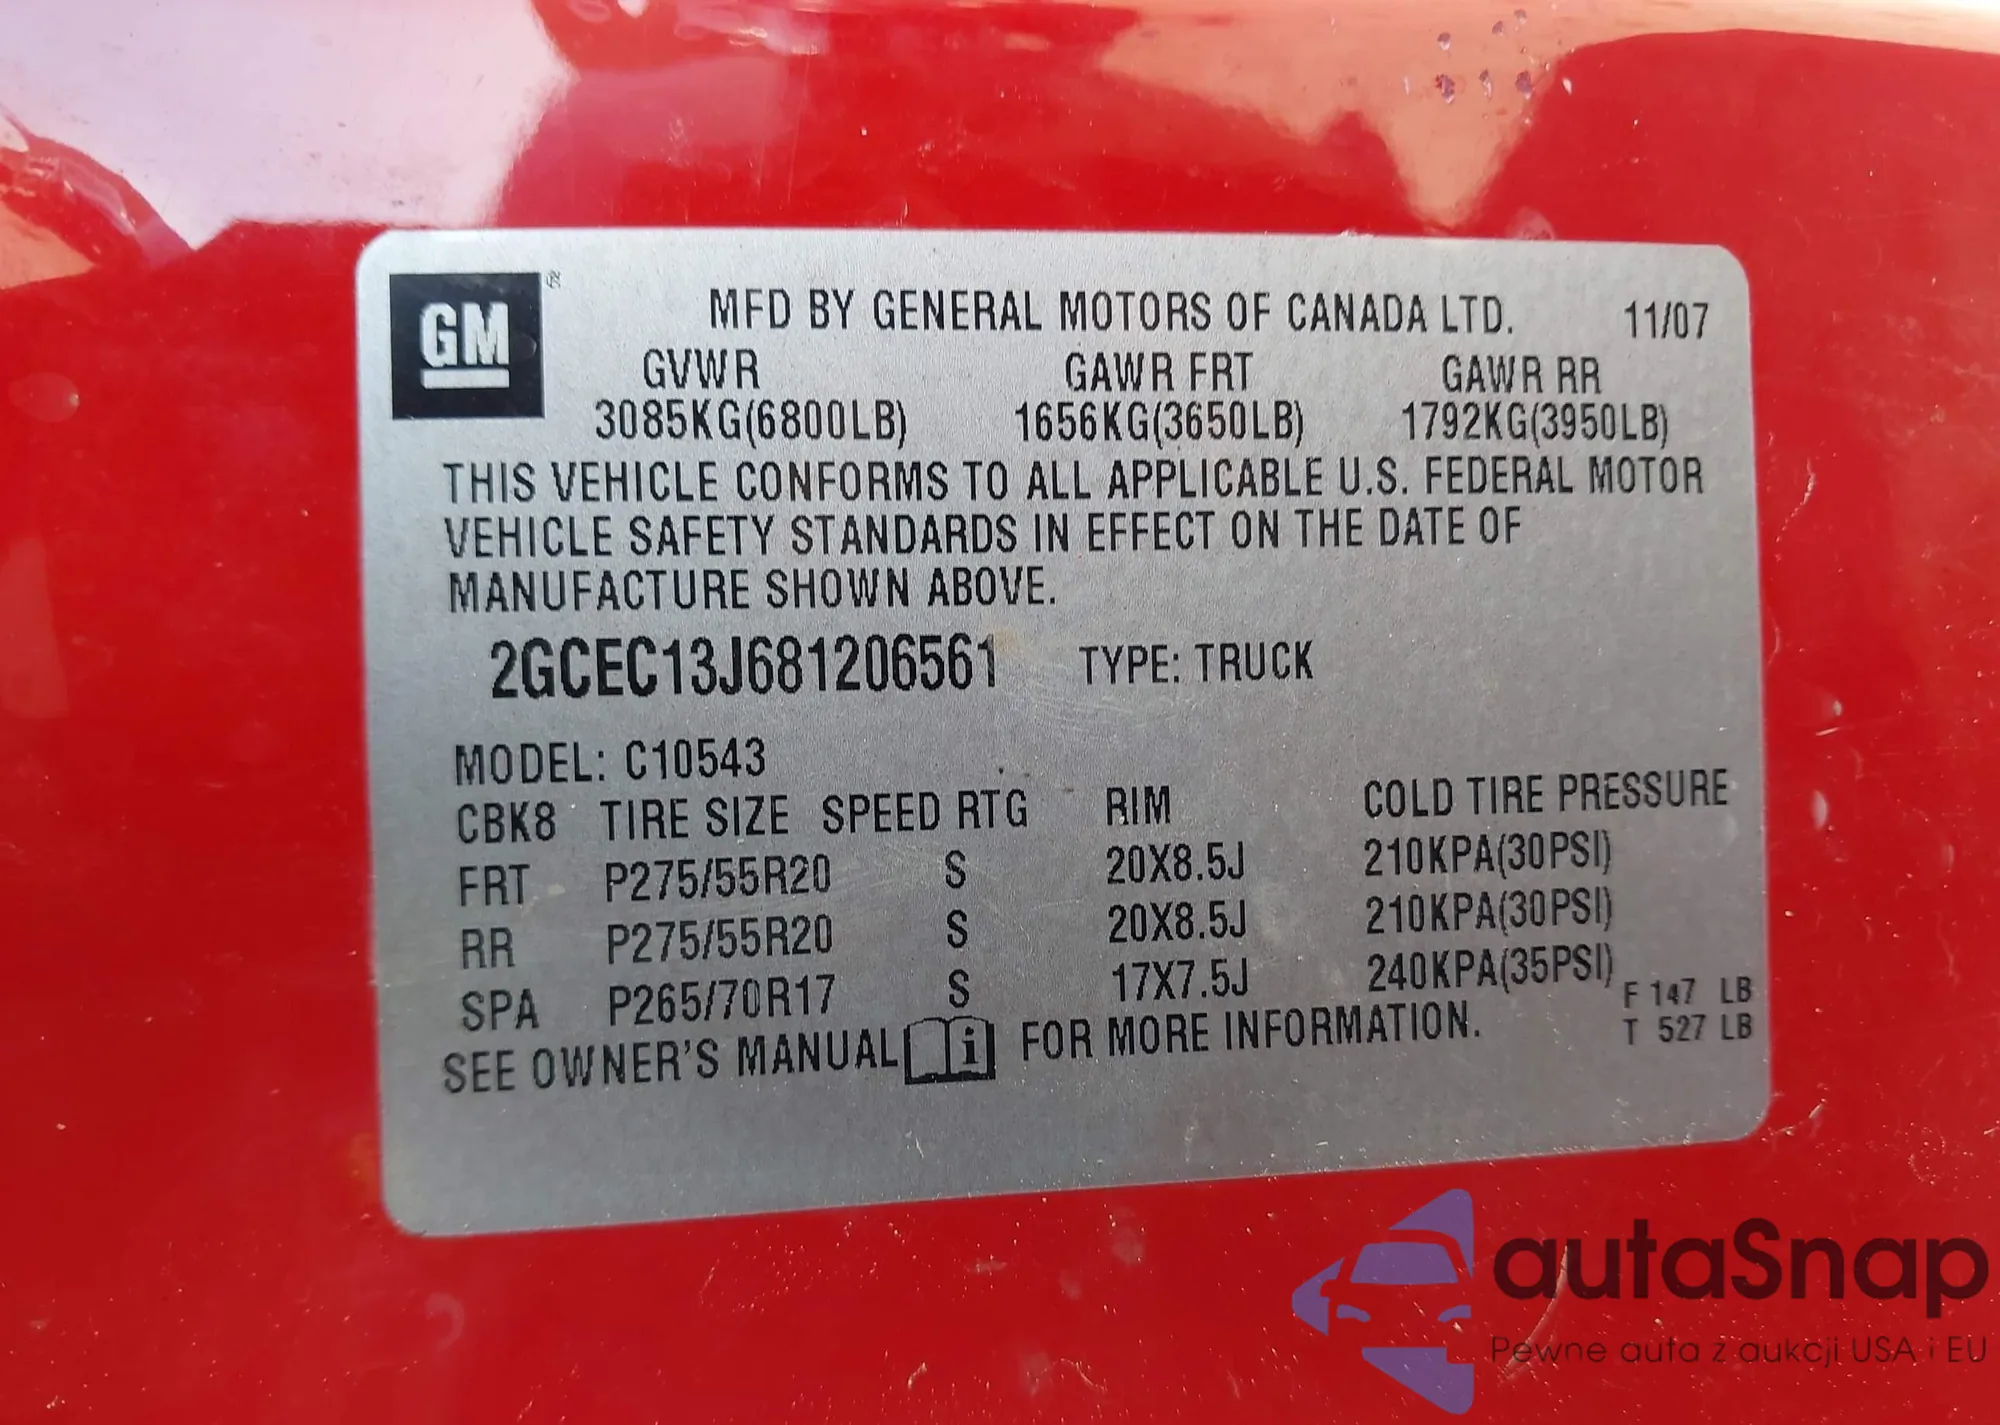 GM ®
MFD BY GENERAL MOTORS OF CANADA LTD. 11/07
GVWR GAWR FRT GAWR RR
3085KG(6800LB) 1656KG(3650LB) 1792KG(3950LB)
THIS VEHICLE CONFORMS TO ALL APPLICABLE U.S. FEDERAL MOTOR
VEHICLE SAFETY STANDARDS IN EFFECT ON THE DATE OF
MANUFACTURE SHOWN ABOVE.
2GCEC13J681206561 TYPE: TRUCK
MODEL: C10543
CBK8 TIRE SIZE SPEED RTG RIM COLD TIRE PRESSURE
FRT P275/55R20 S 20X8.5J 210KPA(30PSI)
RR P275/55R20 S 20X8.5J 210KPA(30PSI)
SPA P265/70R17 S 17X7.5J 240KPA(35PSI)
F 147 LB
SEE OWNER'S MANUAL i FOR MORE INFORMATION.
T 527 LB
autaSnap
Pewne auta z aukcji USA i EU